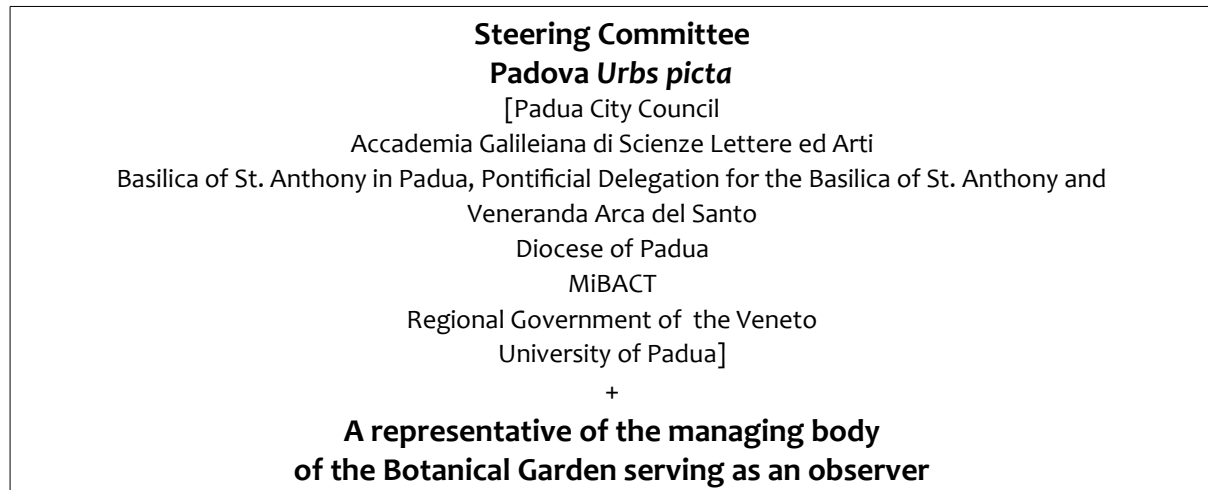 Steering Committee
Padova Urbs picta
[Padua City Council
Accademia Galileiana di Scienze Lettere ed Arti
Basilica of St. Anthony in Padua, Pontificial Delegation for the Basilica of St. Anthony and
Veneranda Arca del Santo
Diocese of Padua
MiBACT
Regional Government of the Veneto
University of Padua]
+
A representative of the managing body
of the Botanical Garden serving as an observer